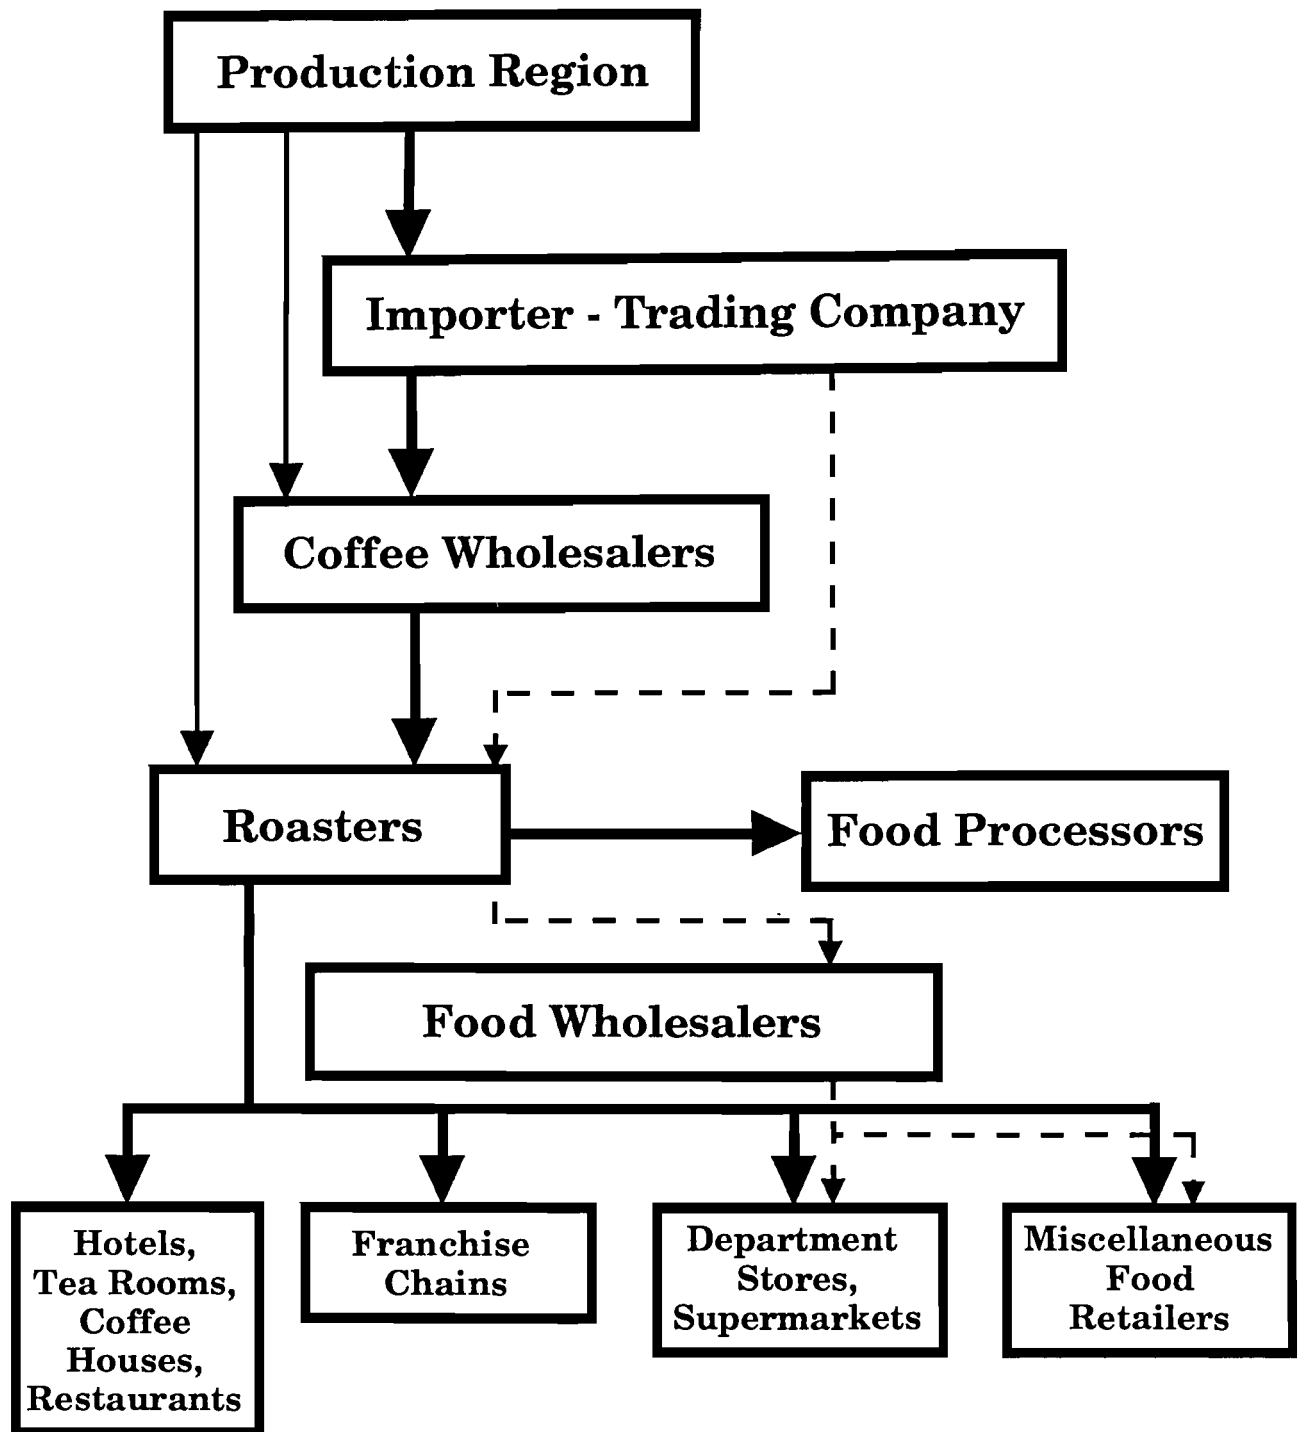 Production Region
Importer - Trading Company
Coffee Wholesalers
Roasters
Food Processors
Food Wholesalers
Hotels,
Tea Rooms,
Coffee
Houses,
Restaurants
Franchise
Chains
Department
Stores,
Supermarkets
Miscellaneous
Food
Retailers